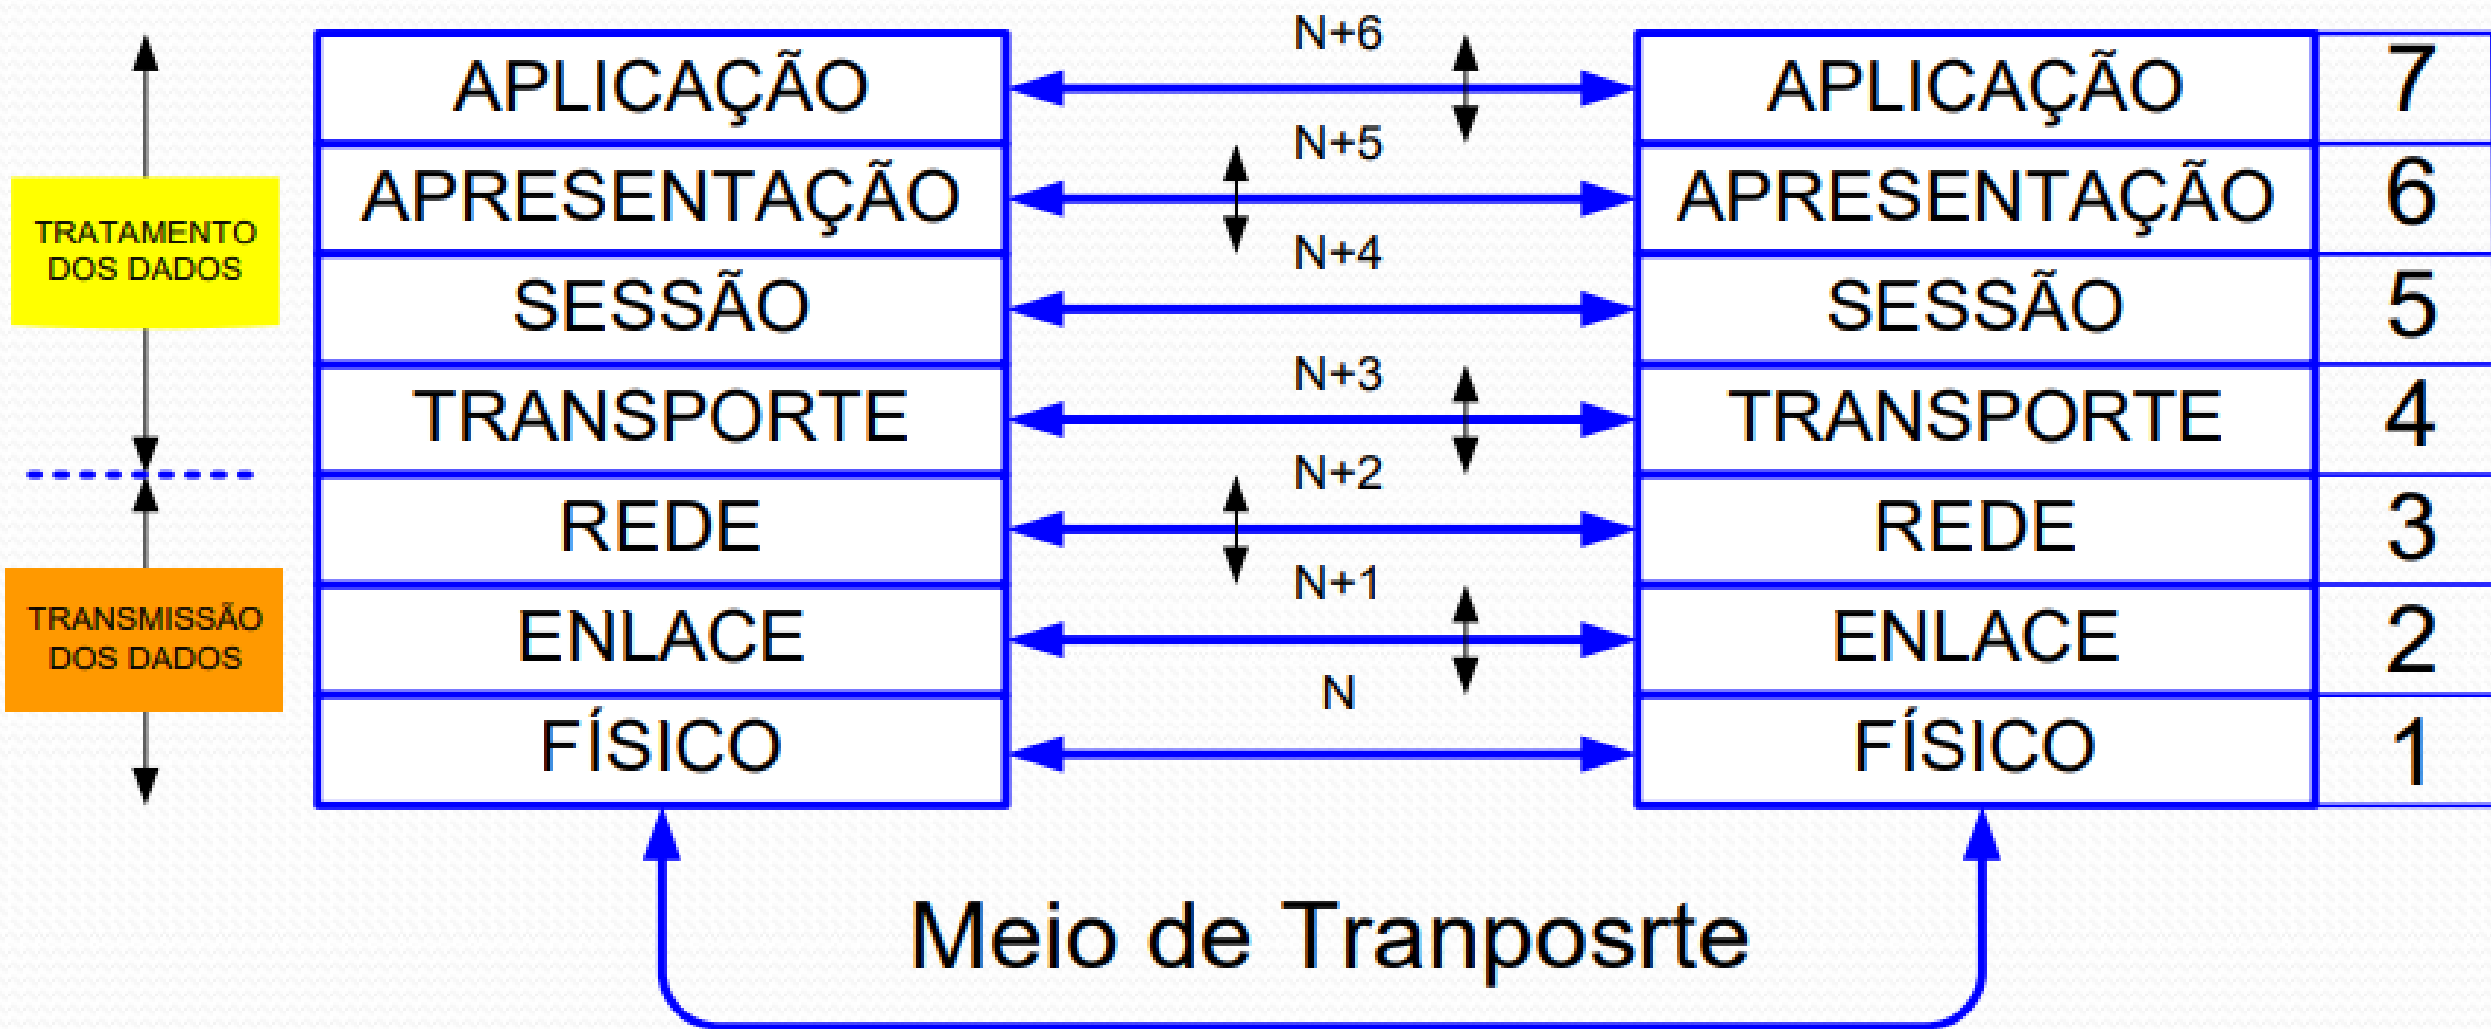 N+6
APLICAÇÃO
APLICAÇÃO
7
N+5
APRESENTAÇÃO
APRESENTAÇÃO
6
TRATAMENTO
DOS DADOS
N+4
SESSÃO
SESSÃO
5
N+3
TRANSPORTE
TRANSPORTE
4
N+2
REDE
REDE
3
N+1
TRANSMISSÃO
DOS DADOS
ENLACE
ENLACE
2
N
FÍSICO
FÍSICO
1
Meio de Tranposrte